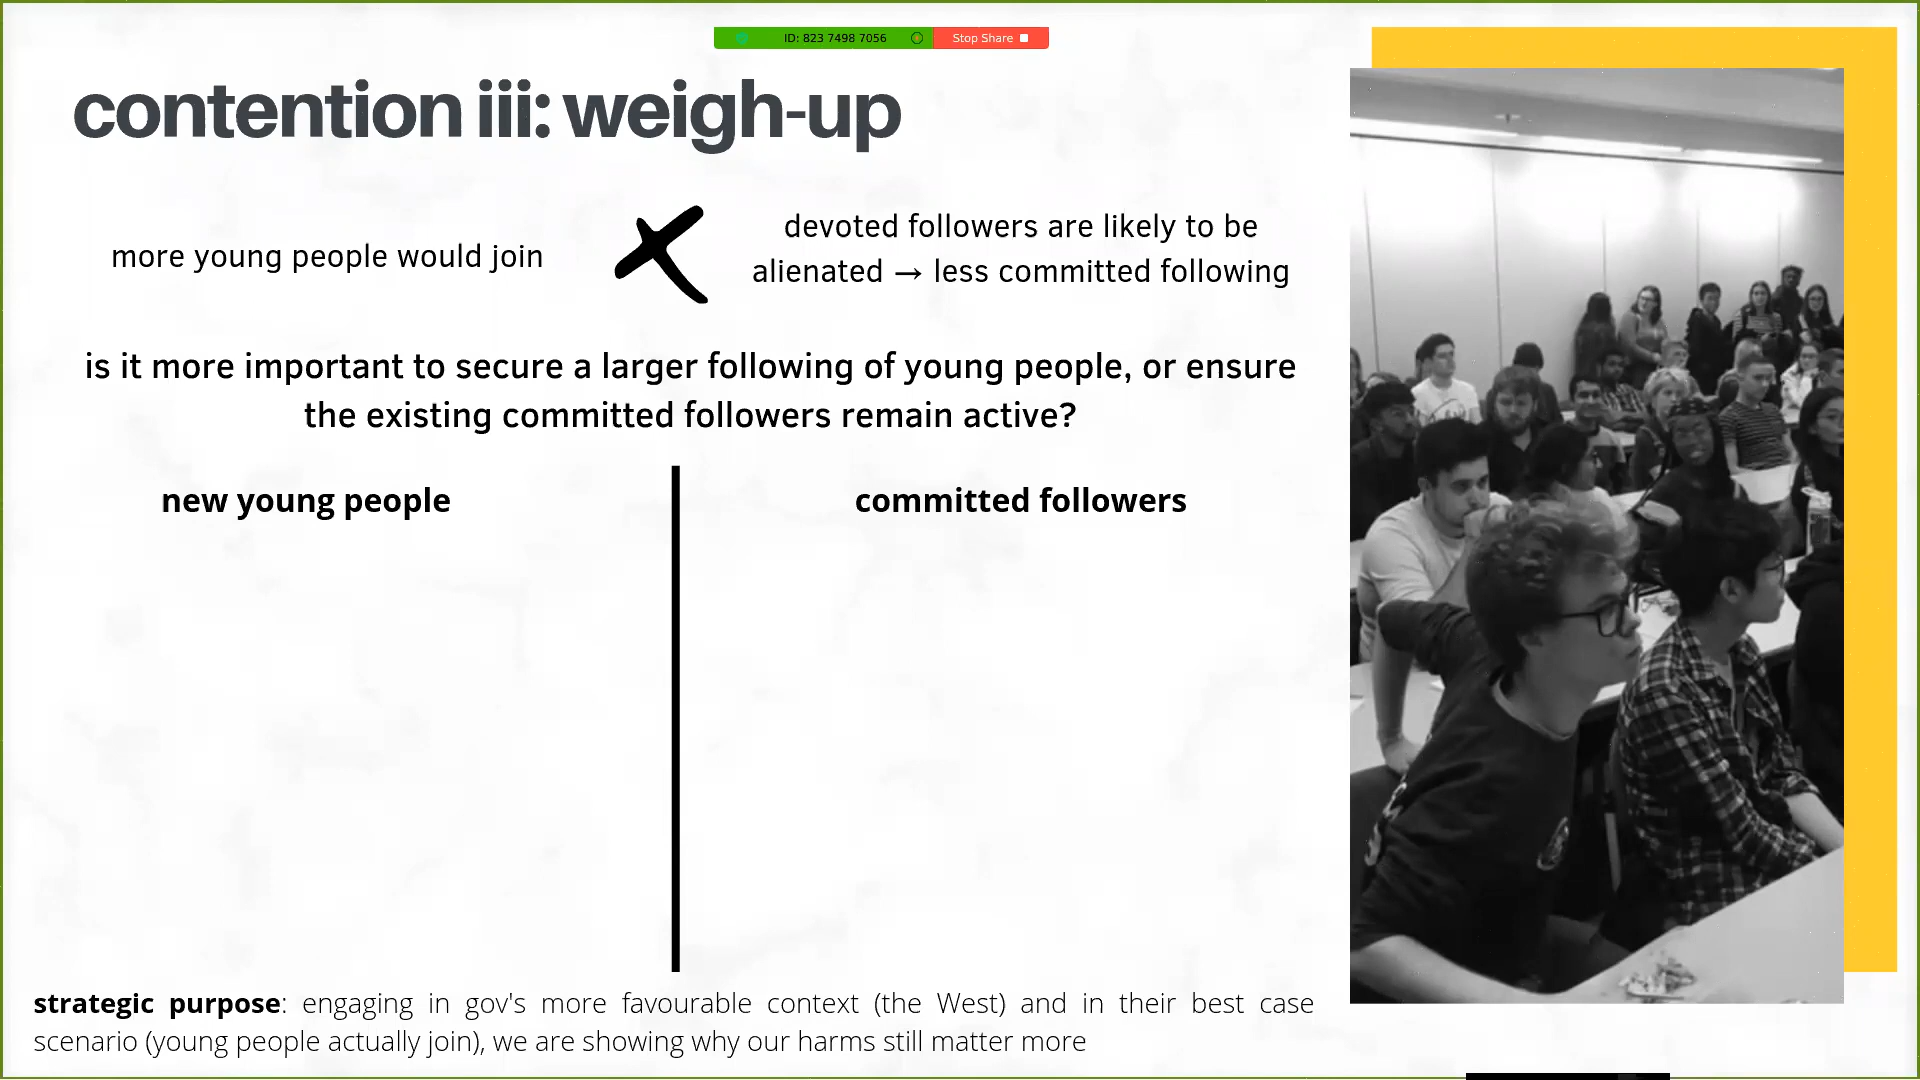 ID: 823 7498 7056
Stop Share
contention iii: weigh-up
more young people would join
devoted followers are likely to be
alienated → less committed following
is it more important to secure a larger following of young people, or ensure
the existing committed followers remain active?
new young people
committed followers
strategic purpose: engaging in gov's more favourable context (the West) and in their best case
scenario (young people actually join), we are showing why our harms still matter more